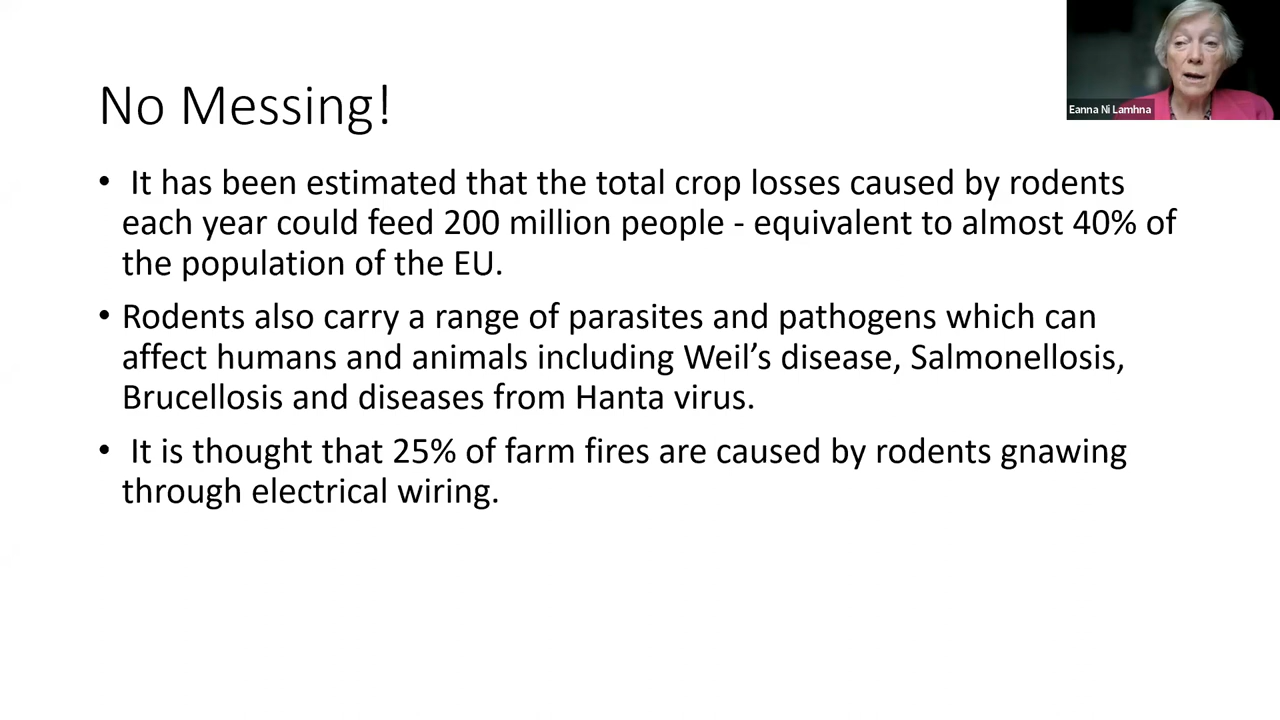 No Messing!
Eanna Ni Lamhna
• It has been estimated that the total crop losses caused by rodents
each year could feed 200 million people - equivalent to almost 40% of
the population of the EU.
• Rodents also carry a range of parasites and pathogens which can
affect humans and animals including Weil’s disease, Salmonellosis,
Brucellosis and diseases from Hanta virus.
• It is thought that 25% of farm fires are caused by rodents gnawing
through electrical wiring.